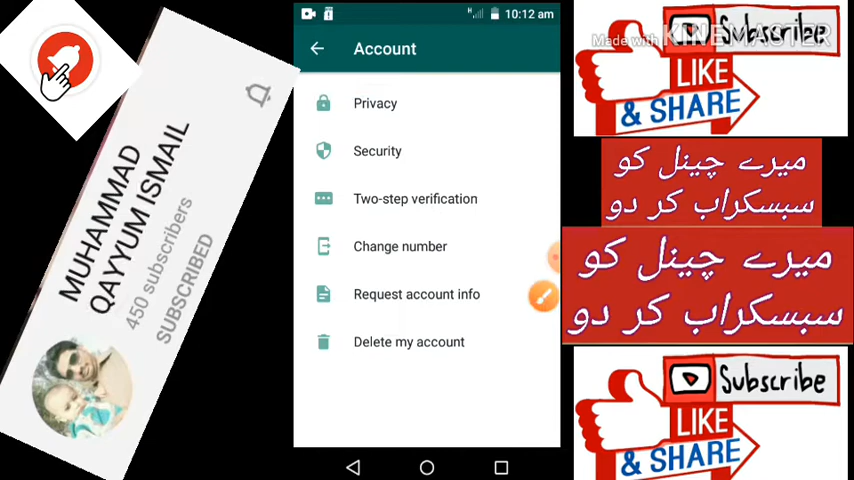 MUHAMMAD
QAYYUM ISMAIL
450 subscribers
SUBSCRIBED
10:12 am
Account
Privacy
Security
Two-step verification
Change number
Request account info
Delete my account
Made with KINEMASTER
Subscribe
LIKE
& SHARE
میرے چینل کو
سبسکراب کر دو
میرے چینل کو
سبسکراب کر دو
Subscribe
LIKE
& SHARE